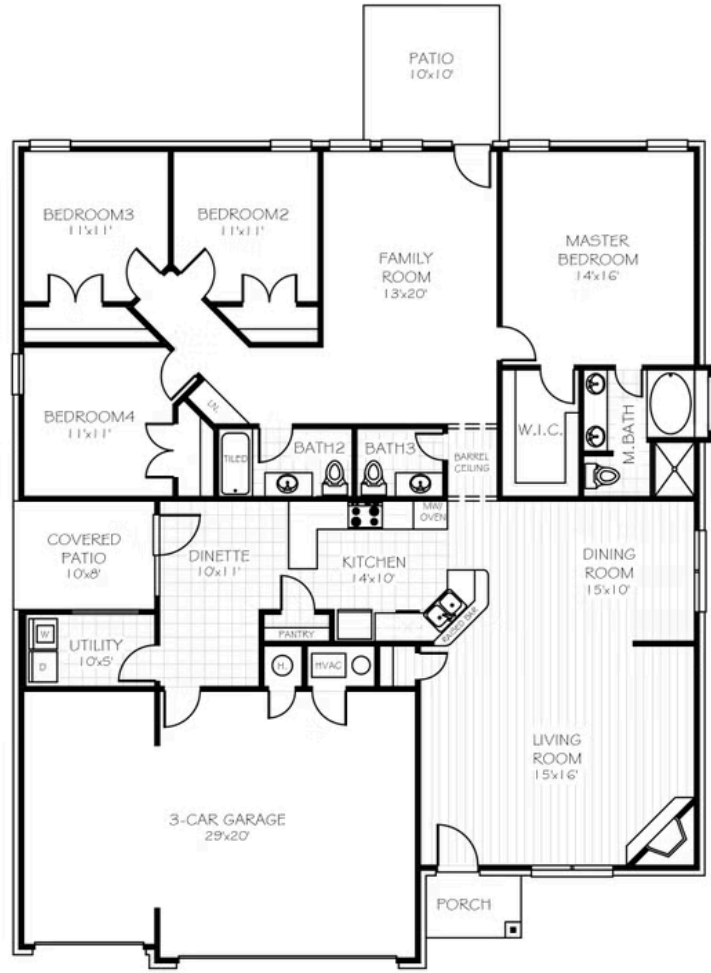 PATIO
10'x10'
BEDROOM3
11'x11'
BEDROOM2
11'x11'
FAMILY
ROOM
13'x20'
MASTER
BEDROOM
14'x16'
BEDROOM4
11'x11'
LN.
TILED
BATH2
BATH3
BARREL
CEILING
W.I.C.
M.BATH
COVERED
PATIO
10'x8'
DINETTE
10'x11'
KITCHEN
14'x10'
MW/
OVEN
DINING
ROOM
15'x10'
RAISED BAR
PANTRY
UTILITY
10'x5'
W
D
H.
HVAC
LIVING
ROOM
15'x16'
3-CAR GARAGE
29'x20'
PORCH